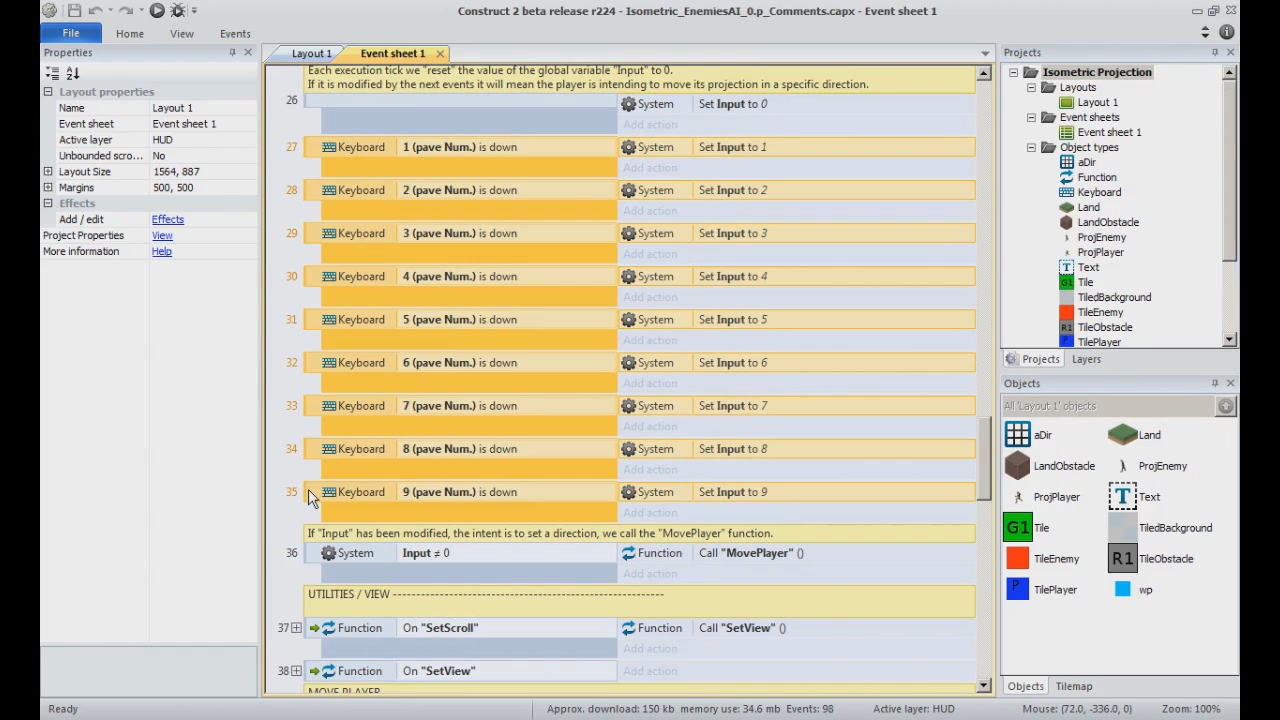 Construct 2 beta release r224 - Isometric_EnemiesAI_0.p_Comments.capx - Event sheet 1
File Home View Events
Properties
Layout properties
Name Layout 1
Event sheet Event sheet 1
Active layer HUD
Unbounded scro... No
Layout Size 1564, 887
Margins 500, 500
Effects
Add / edit Effects
Project Properties View
More information Help
Layout 1 Event sheet 1
Each execution tick we "reset" the value of the global variable "Input" to 0.
If it is modified by the next events it will mean the player is intending to move its projection in a specific direction.
26 System Set Input to 0
Add action
27 Keyboard 1 (pave Num.) is down System Set Input to 1
Add action
28 Keyboard 2 (pave Num.) is down System Set Input to 2
Add action
29 Keyboard 3 (pave Num.) is down System Set Input to 3
Add action
30 Keyboard 4 (pave Num.) is down System Set Input to 4
Add action
31 Keyboard 5 (pave Num.) is down System Set Input to 5
Add action
32 Keyboard 6 (pave Num.) is down System Set Input to 6
Add action
33 Keyboard 7 (pave Num.) is down System Set Input to 7
Add action
34 Keyboard 8 (pave Num.) is down System Set Input to 8
Add action
35 Keyboard 9 (pave Num.) is down System Set Input to 9
Add action
If "Input" has been modified, the intent is to set a direction, we call the "MovePlayer" function.
36 System Input ≠ 0 Function Call "MovePlayer" ()
Add action
UTILITIES / VIEW ----------------------------------------------------------------
37 Function On "SetScroll" Function Call "SetView" ()
Add action
38 Function On "SetView" Add action
MOVE PLAYER
Projects
Isometric Projection
Layouts
Layout 1
Event sheets
Event sheet 1
Object types
aDir
Function
Keyboard
Land
LandObstacle
ProjEnemy
ProjPlayer
T Text
G1 Tile
TiledBackground
TileEnemy
R1 TileObstacle
P TilePlayer
Projects Layers
Objects
All 'Layout 1' objects
aDir Land
LandObstacle ProjEnemy
ProjPlayer T Text
G1 Tile TiledBackground
TileEnemy R1 TileObstacle
P TilePlayer wp
Objects Tilemap
Ready Approx. download: 150 kb memory use: 34.6 mb Events: 98 Active layer: HUD Mouse: (72.0, -336.0, 0) Zoom: 100%